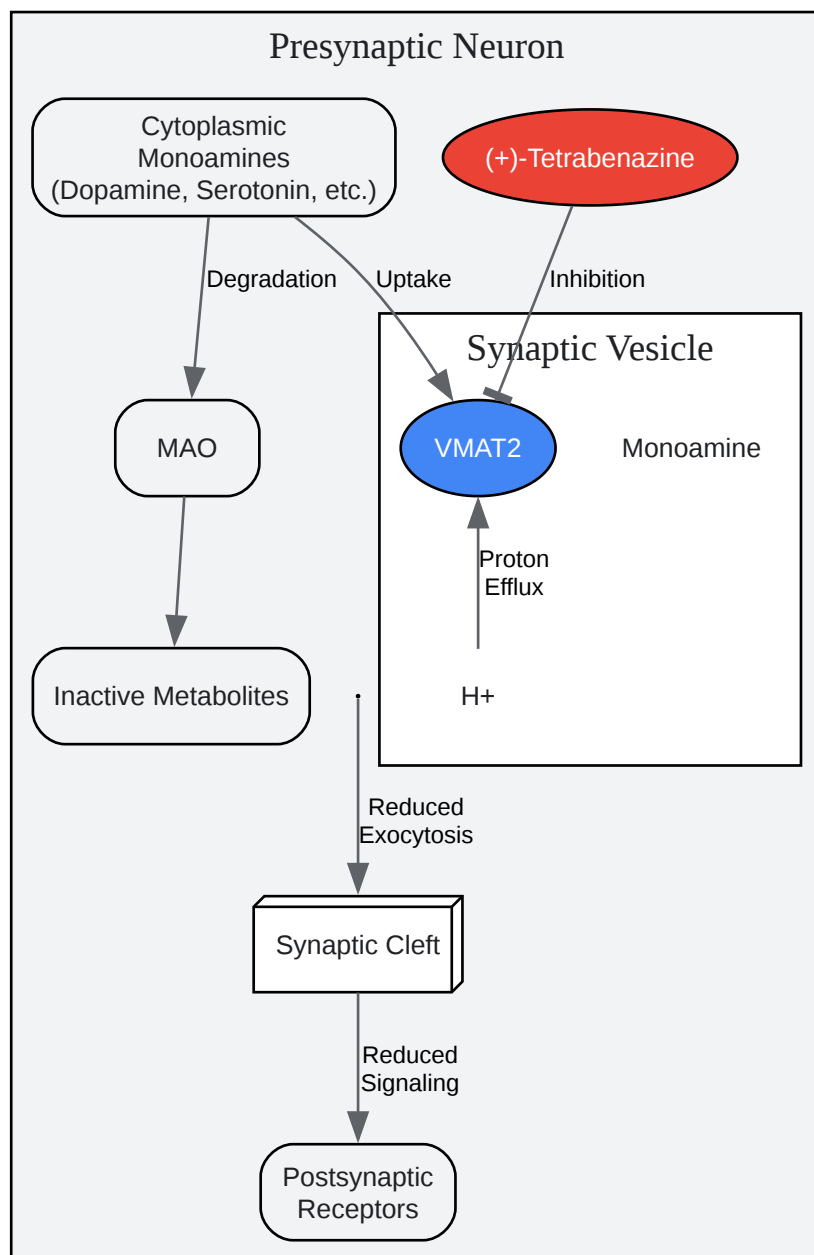 Presynaptic Neuron
Cytoplasmic
Monoamines
(Dopamine, Serotonin, etc.)
(+)-Tetrabenazine
Degradation
Uptake
Inhibition
Synaptic Vesicle
MAO
VMAT2
Monoamine
Proton
Efflux
Inactive Metabolites
H+
Reduced
Exocytosis
Synaptic Cleft
Reduced
Signaling
Postsynaptic
Receptors